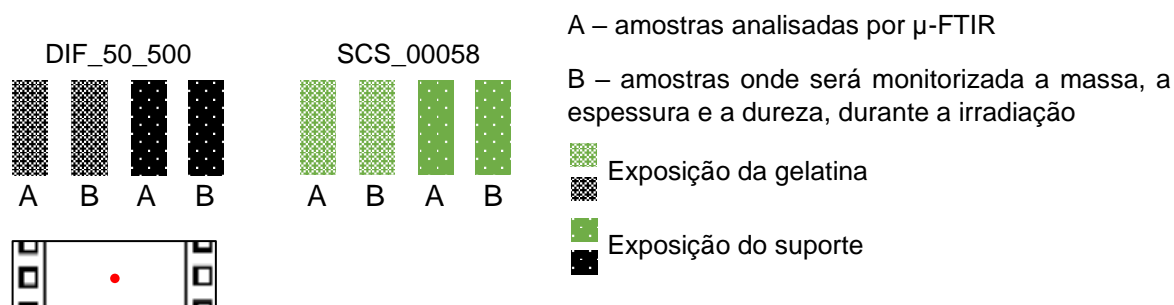 DIF_50_500
SCS_00058
A B A B
A B A B
A – amostras analisadas por µ-FTIR
B – amostras onde será monitorizada a massa, a
espessura e a dureza, durante a irradiação
Exposição da gelatina
Exposição do suporte